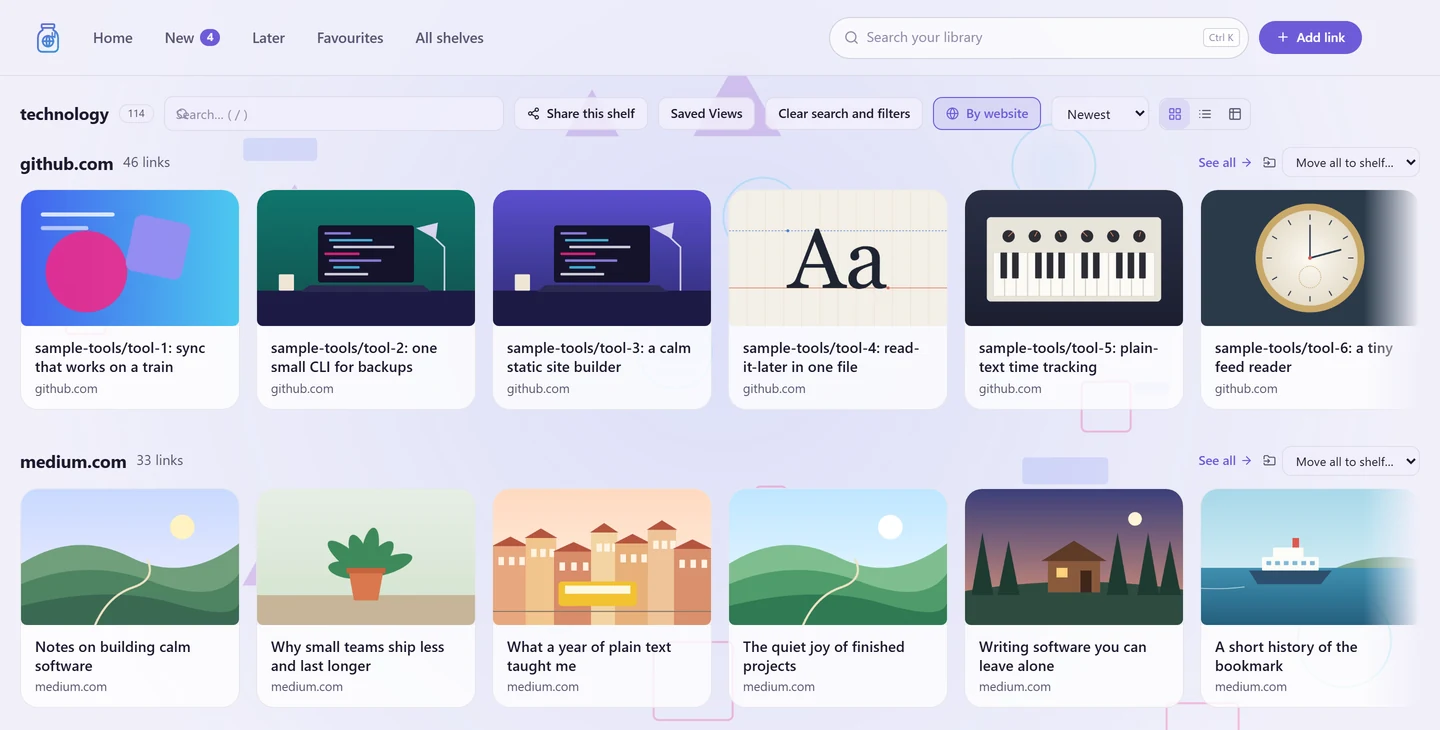 Home
New 4
Later
Favourites
All shelves
Search your library
Ctrl K
+ Add link
technology 114
Search... ( / )
Share this shelf
Saved Views
Clear search and filters
By website
Newest
github.com 46 links
See all →
Move all to shelf...
Aa
sample-tools/tool-1: sync
that works on a train
github.com
sample-tools/tool-2: one
small CLI for backups
github.com
sample-tools/tool-3: a calm
static site builder
github.com
sample-tools/tool-4: read-
it-later in one file
github.com
sample-tools/tool-5: plain-
text time tracking
github.com
sample-tools/tool-6: a tiny
feed reader
github.com
medium.com 33 links
See all →
Move all to shelf...
Notes on building calm
software
medium.com
Why small teams ship less
and last longer
medium.com
What a year of plain text
taught me
medium.com
The quiet joy of finished
projects
medium.com
Writing software you can
leave alone
medium.com
A short history of the
bookmark
medium.com